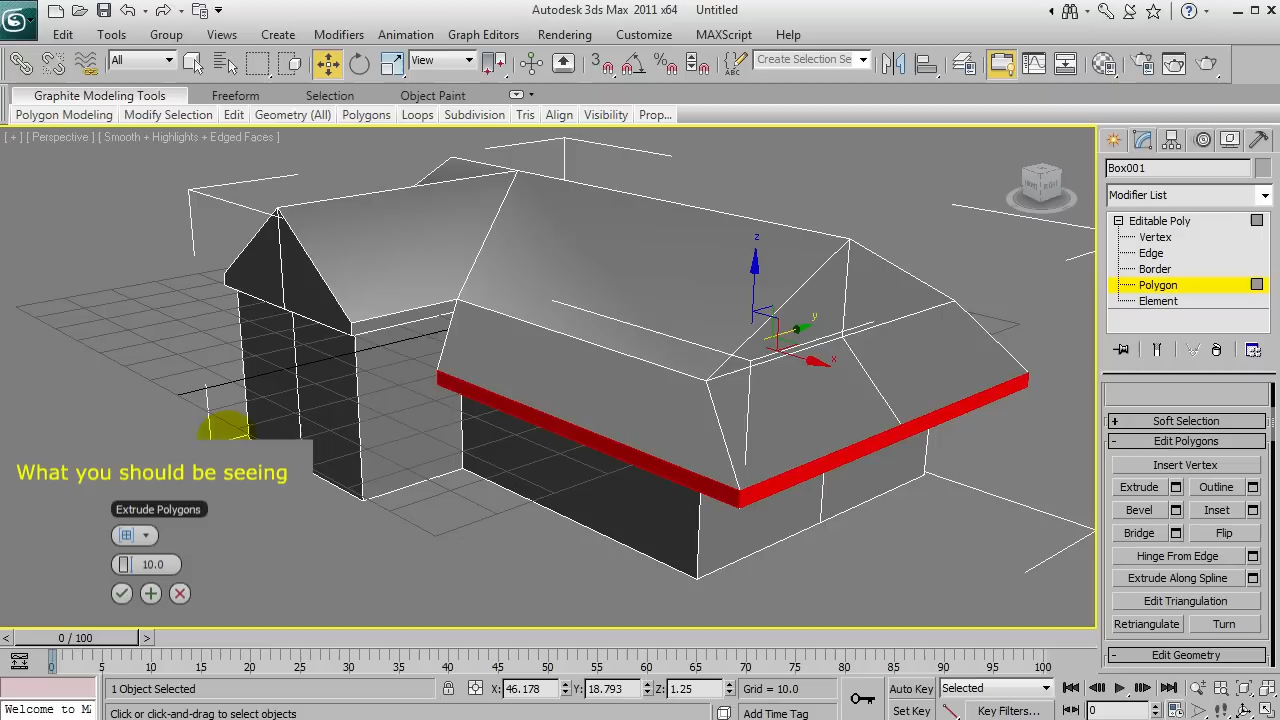 Autodesk 3ds Max 2011 x64 Untitled
Edit Tools Group Views Create Modifiers Animation Graph Editors Rendering Customize MAXScript Help
All View 3 Create Selection Se
Graphite Modeling Tools Freeform Selection Object Paint
Polygon Modeling Modify Selection Edit Geometry (All) Polygons Loops Subdivision Tris Align Visibility Prop...
[ + ] [ Perspective ] [ Smooth + Highlights + Edged Faces ]
Box001
Modifier List
Editable Poly
Vertex
Edge
Border
Polygon
Element
z
y
x
Soft Selection
Edit Polygons
Insert Vertex
Extrude Outline
Bevel Inset
Bridge Flip
Hinge From Edge
Extrude Along Spline
Edit Triangulation
Retriangulate Turn
Edit Geometry
What you should be seeing
Extrude Polygons
10.0
0 / 100
0 5 10 15 20 25 30 35 40 45 50 55 60 65 70 75 80 85 90 95 100
1 Object Selected X: 46.178 Y: 18.793 Z: 1.25 Grid = 10.0 Auto Key Selected
Welcome to M Click or click-and-drag to select objects Add Time Tag Set Key Key Filters... 0